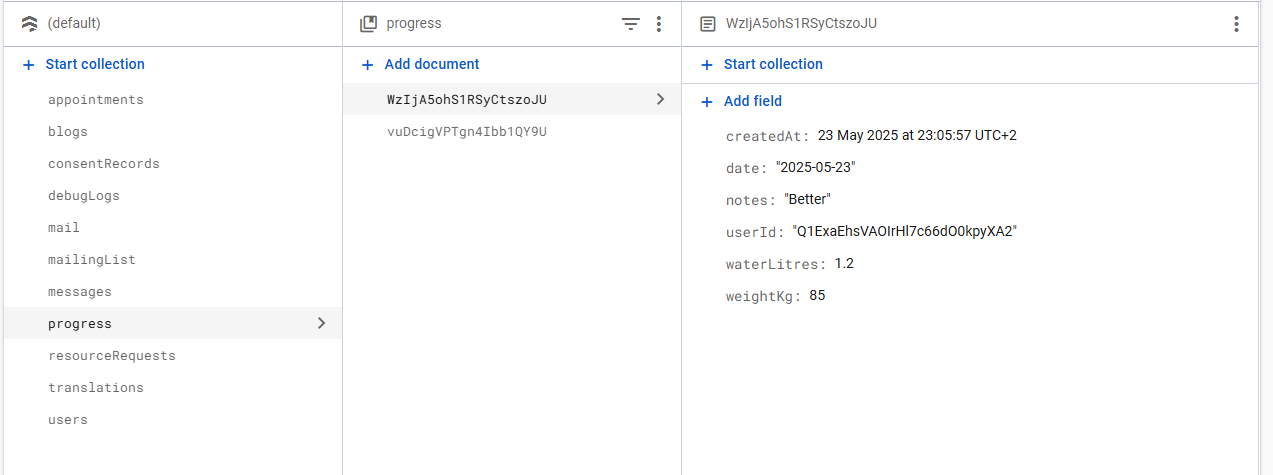 (default)
Start collection
appointments
blogs
consentRecords
debugLogs
mail
mailingList
messages
progress
resourceRequests
translations
users
progress
Add document
WzIjA5ohS1RSyCtszoJU
vuDcigVPTgn4Ibb1QY9U
WzIjA5ohS1RSyCtszoJU
Start collection
Add field
createdAt: 23 May 2025 at 23:05:57 UTC+2
date: "2025-05-23"
notes: "Better"
userId: "Q1ExaEhsVAOIrHl7c66dO0kpyXA2"
waterLitres: 1.2
weightKg: 85